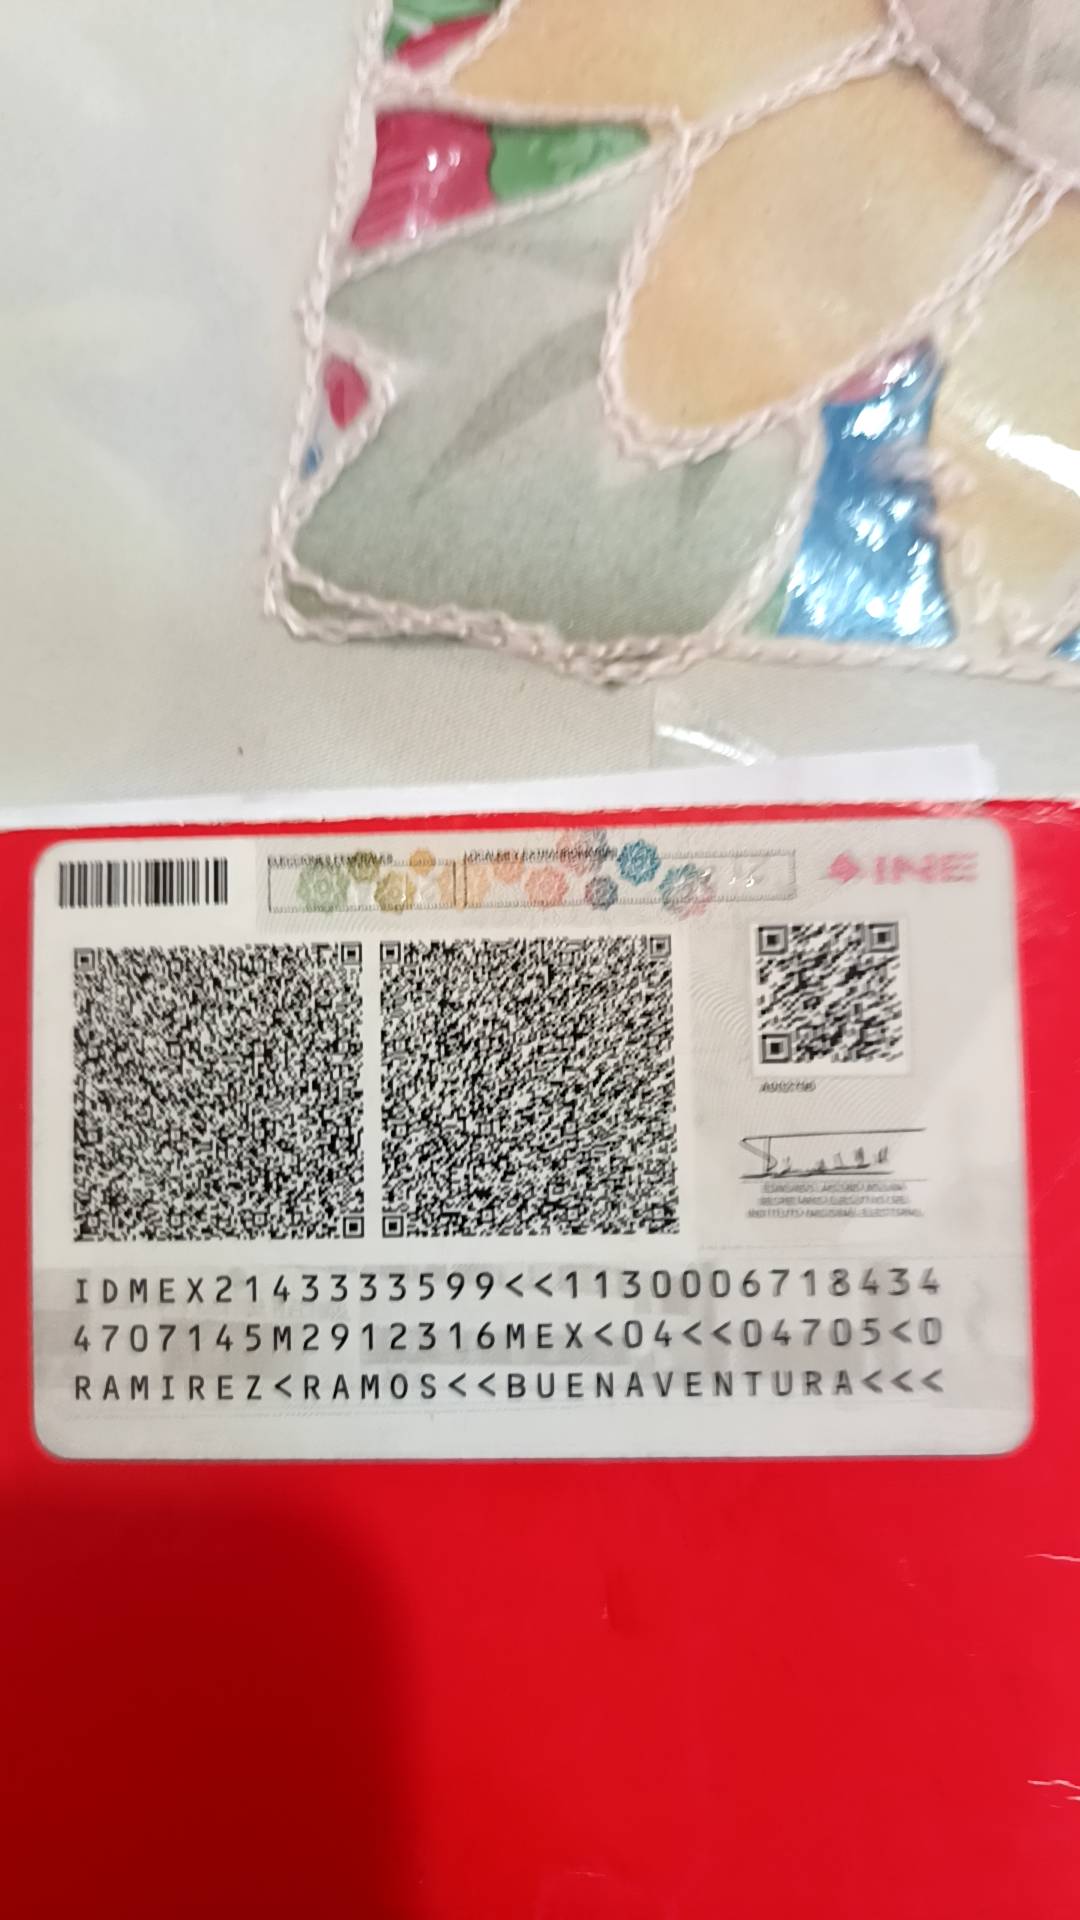 INE
IDMEX2143333599<<1130006718434
4707145M2912316MEX<04<<04705<0
RAMIREZ<RAMOS<<BUENAVENTURA<<<